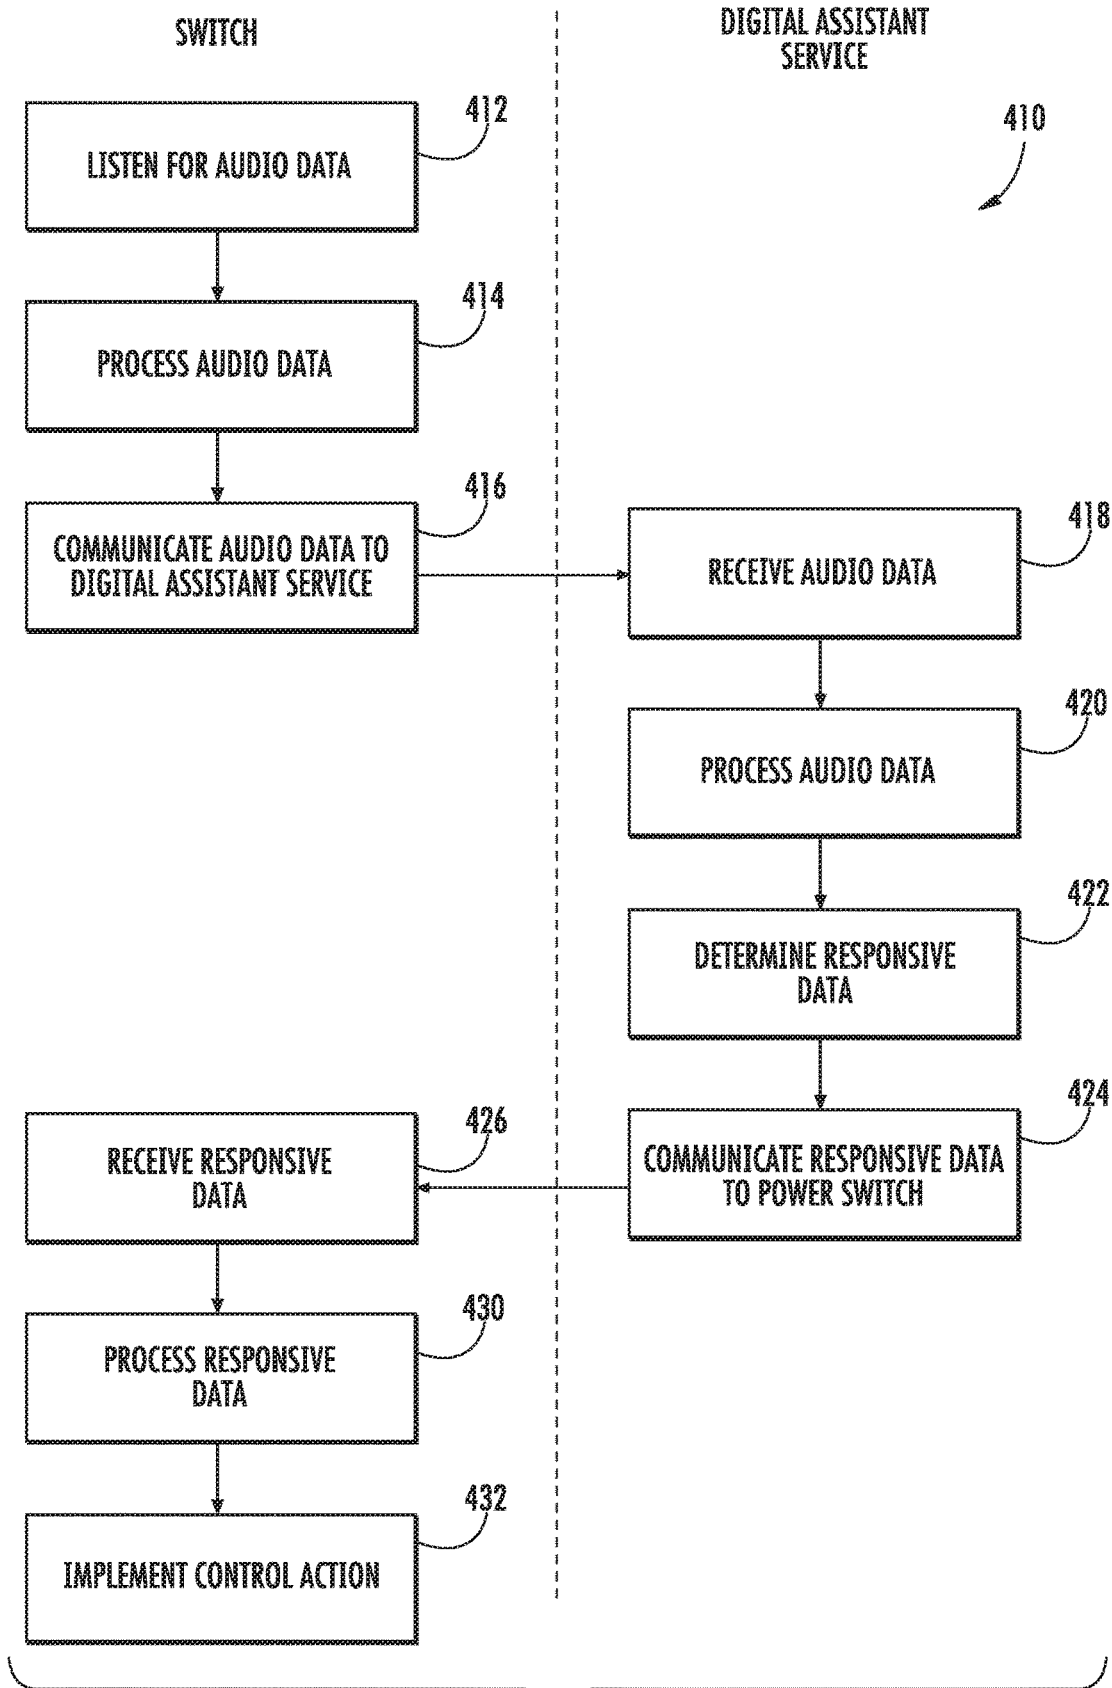 SWITCH
DIGITAL ASSISTANT
SERVICE
410
412
LISTEN FOR AUDIO DATA
414
PROCESS AUDIO DATA
416
COMMUNICATE AUDIO DATA TO
DIGITAL ASSISTANT SERVICE
418
RECEIVE AUDIO DATA
420
PROCESS AUDIO DATA
422
DETERMINE RESPONSIVE
DATA
424
COMMUNICATE RESPONSIVE DATA
TO POWER SWITCH
426
RECEIVE RESPONSIVE
DATA
430
PROCESS RESPONSIVE
DATA
432
IMPLEMENT CONTROL ACTION